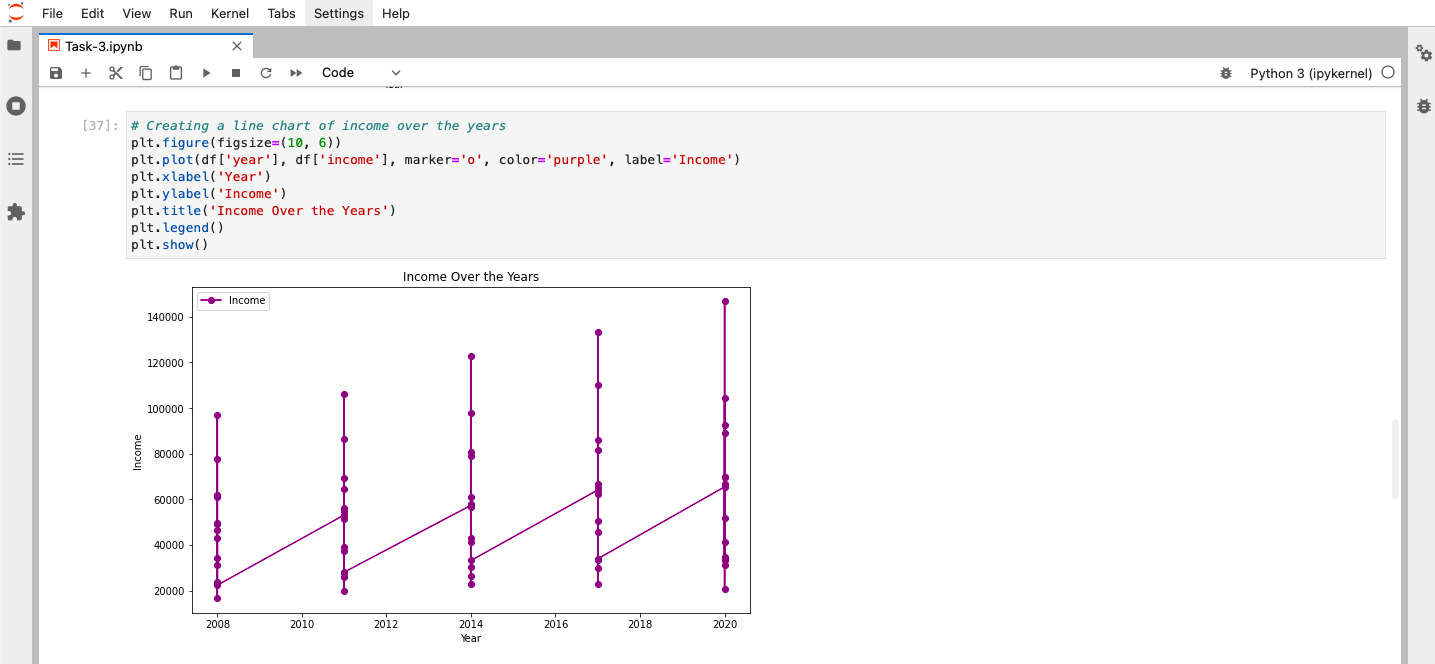 File Edit View Run Kernel Tabs Settings Help
Task-3.ipynb
Code
Python 3 (ipykernel)
[37]:
# Creating a line chart of income over the years
plt.figure(figsize=(10, 6))
plt.plot(df['year'], df['income'], marker='o', color='purple', label='Income')
plt.xlabel('Year')
plt.ylabel('Income')
plt.title('Income Over the Years')
plt.legend()
plt.show()
Income Over the Years
Income
140000
120000
100000
80000
60000
40000
20000
Income
2008 2010 2012 2014 2016 2018 2020
Year